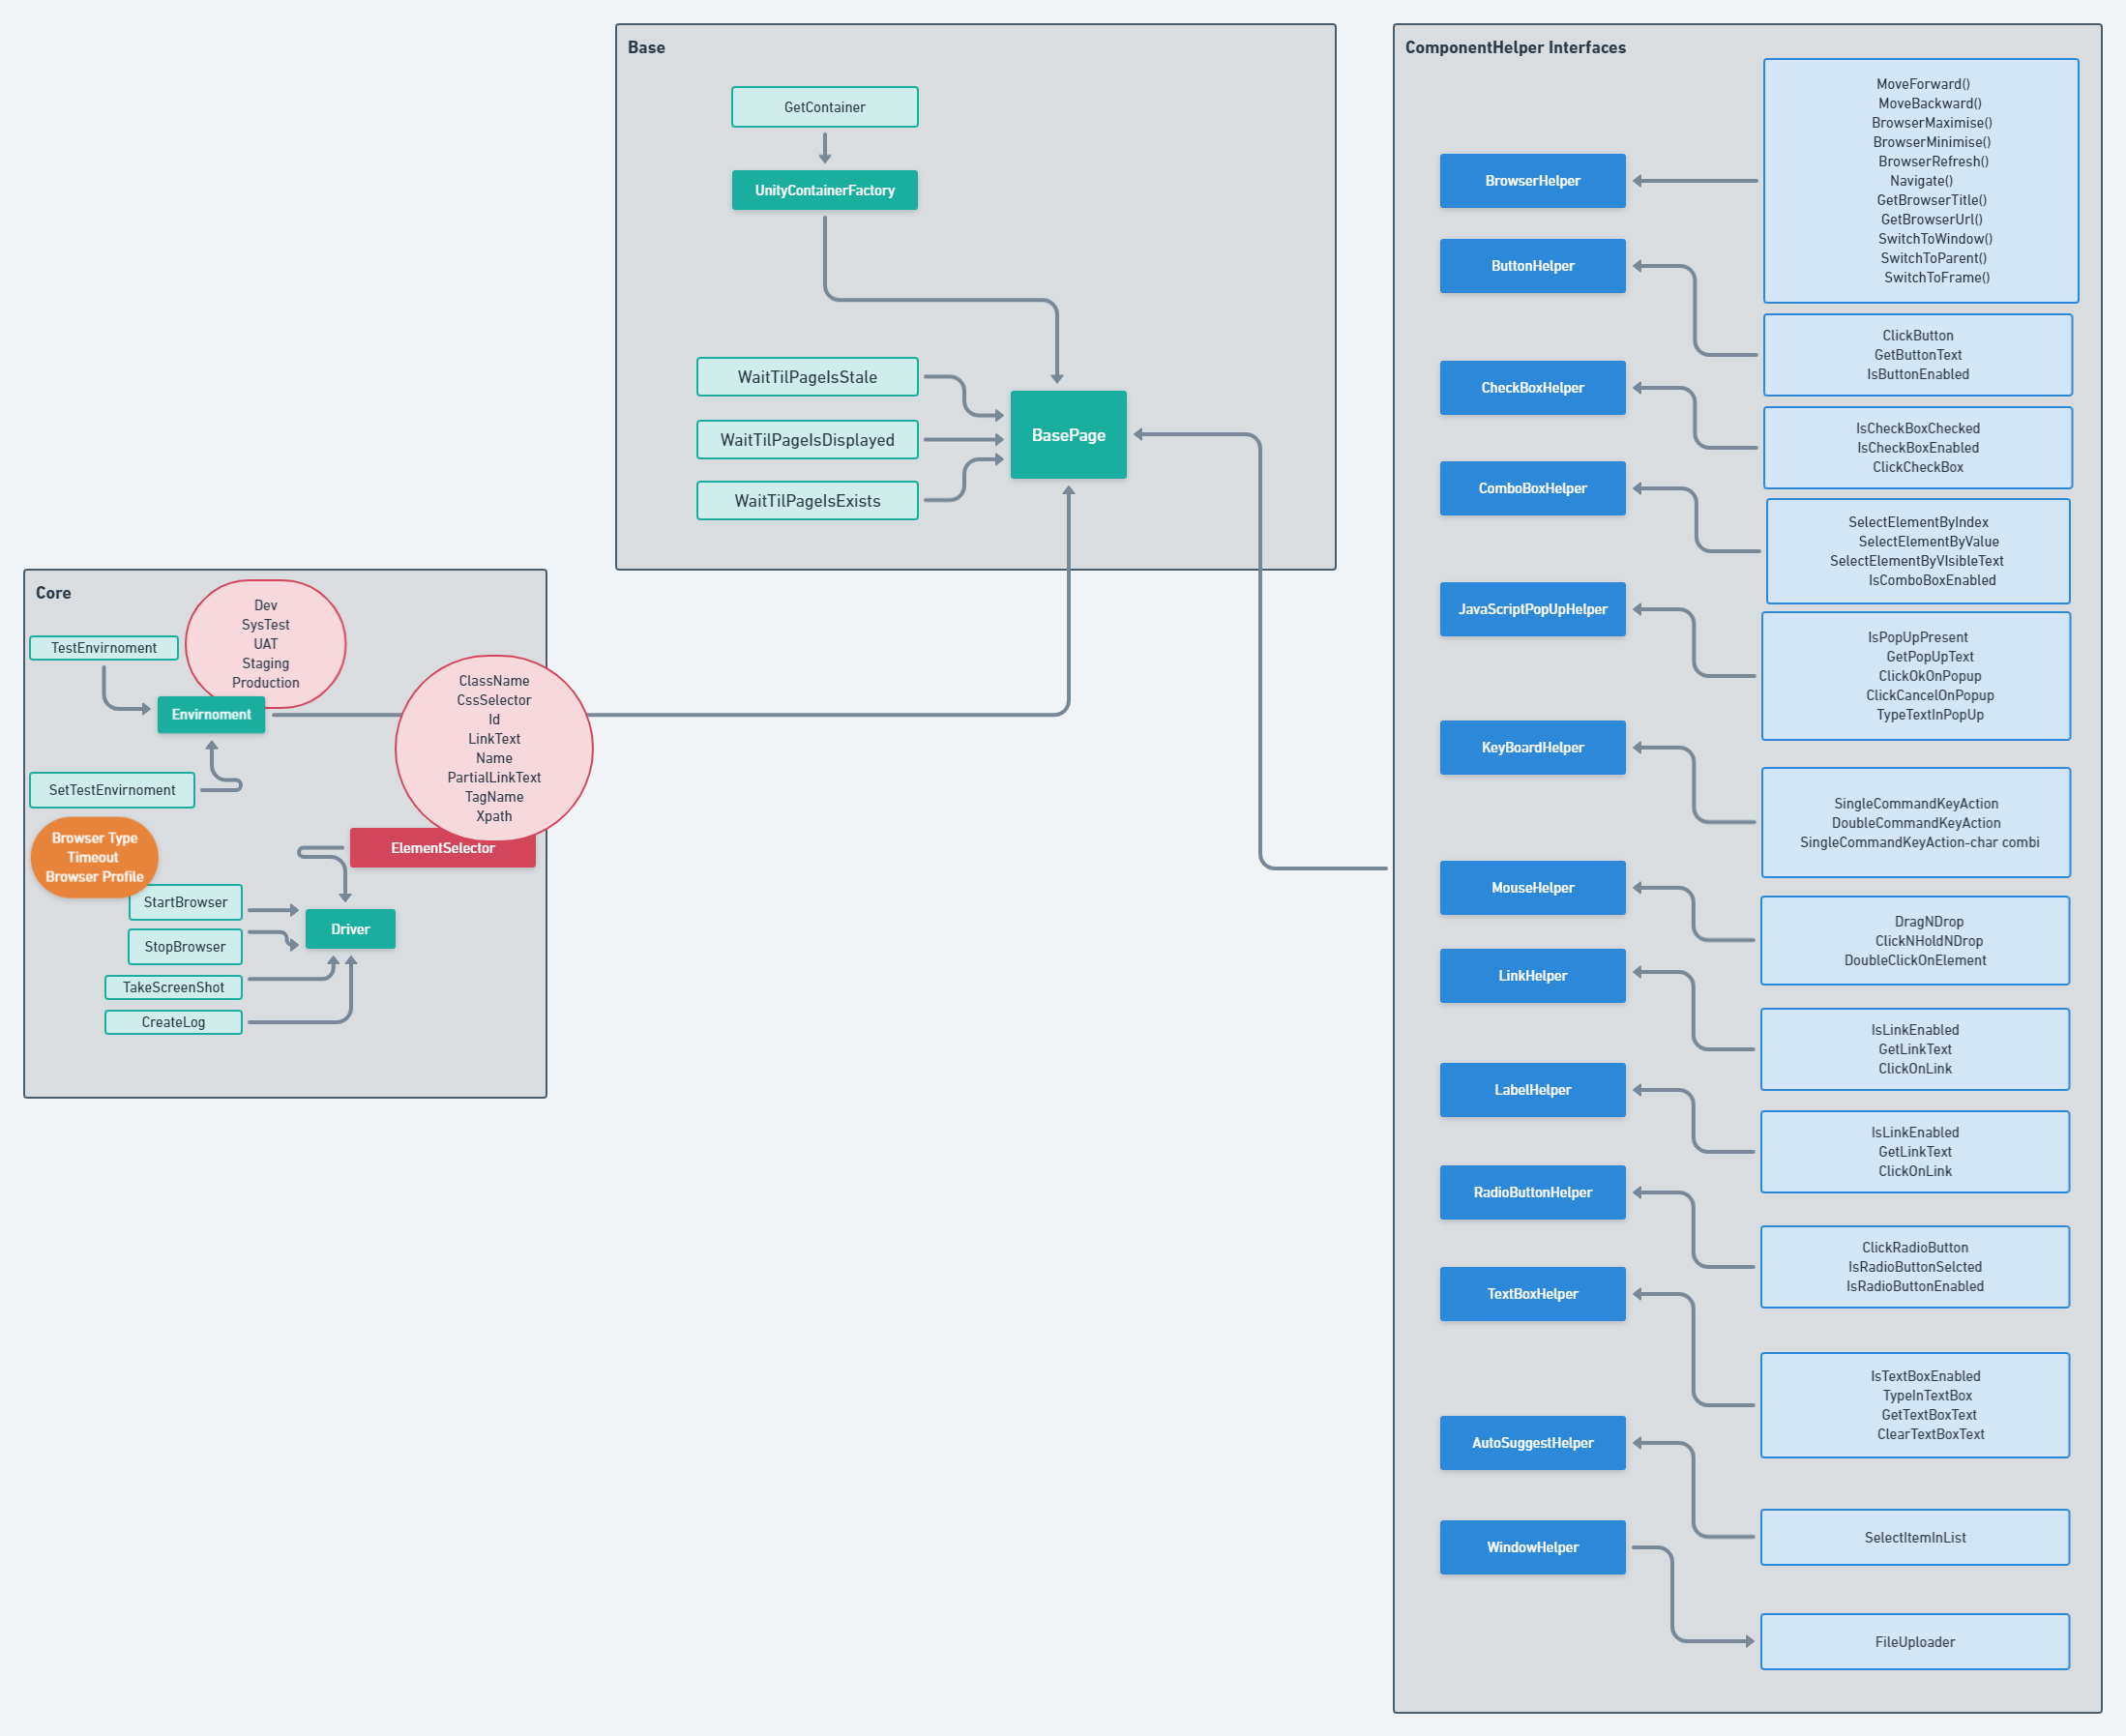 Base
GetContainer
UnityContainerFactory
WaitTilPageIsStale
WaitTilPageIsDisplayed
WaitTilPageIsExists
BasePage
Core
Dev
SysTest
UAT
Staging
Production
TestEnvirnoment
Envirnoment
SetTestEnvirnoment
ClassName
CssSelector
Id
LinkText
Name
PartialLinkText
TagName
Xpath
ElementSelector
Browser Type
Timeout
Browser Profile
StartBrowser
StopBrowser
TakeScreenShot
CreateLog
Driver
ComponentHelper Interfaces
BrowserHelper
MoveForward()
MoveBackward()
BrowserMaximise()
BrowserMinimise()
BrowserRefresh()
Navigate()
GetBrowserTitle()
GetBrowserUrl()
SwitchToWindow()
SwitchToParent()
SwitchToFrame()
ButtonHelper
ClickButton
GetButtonText
IsButtonEnabled
CheckBoxHelper
IsCheckBoxChecked
IsCheckBoxEnabled
ClickCheckBox
ComboBoxHelper
SelectElementByIndex
SelectElementByValue
SelectElementByVIsibleText
IsComboBoxEnabled
JavaScriptPopUpHelper
IsPopUpPresent
GetPopUpText
ClickOkOnPopup
ClickCancelOnPopup
TypeTextInPopUp
KeyBoardHelper
SingleCommandKeyAction
DoubleCommandKeyAction
SingleCommandKeyAction-char combi
MouseHelper
DragNDrop
ClickNHoldNDrop
DoubleClickOnElement
LinkHelper
IsLinkEnabled
GetLinkText
ClickOnLink
LabelHelper
IsLinkEnabled
GetLinkText
ClickOnLink
RadioButtonHelper
ClickRadioButton
IsRadioButtonSelcted
IsRadioButtonEnabled
TextBoxHelper
IsTextBoxEnabled
TypeInTextBox
GetTextBoxText
ClearTextBoxText
AutoSuggestHelper
SelectItemInList
WindowHelper
FileUploader